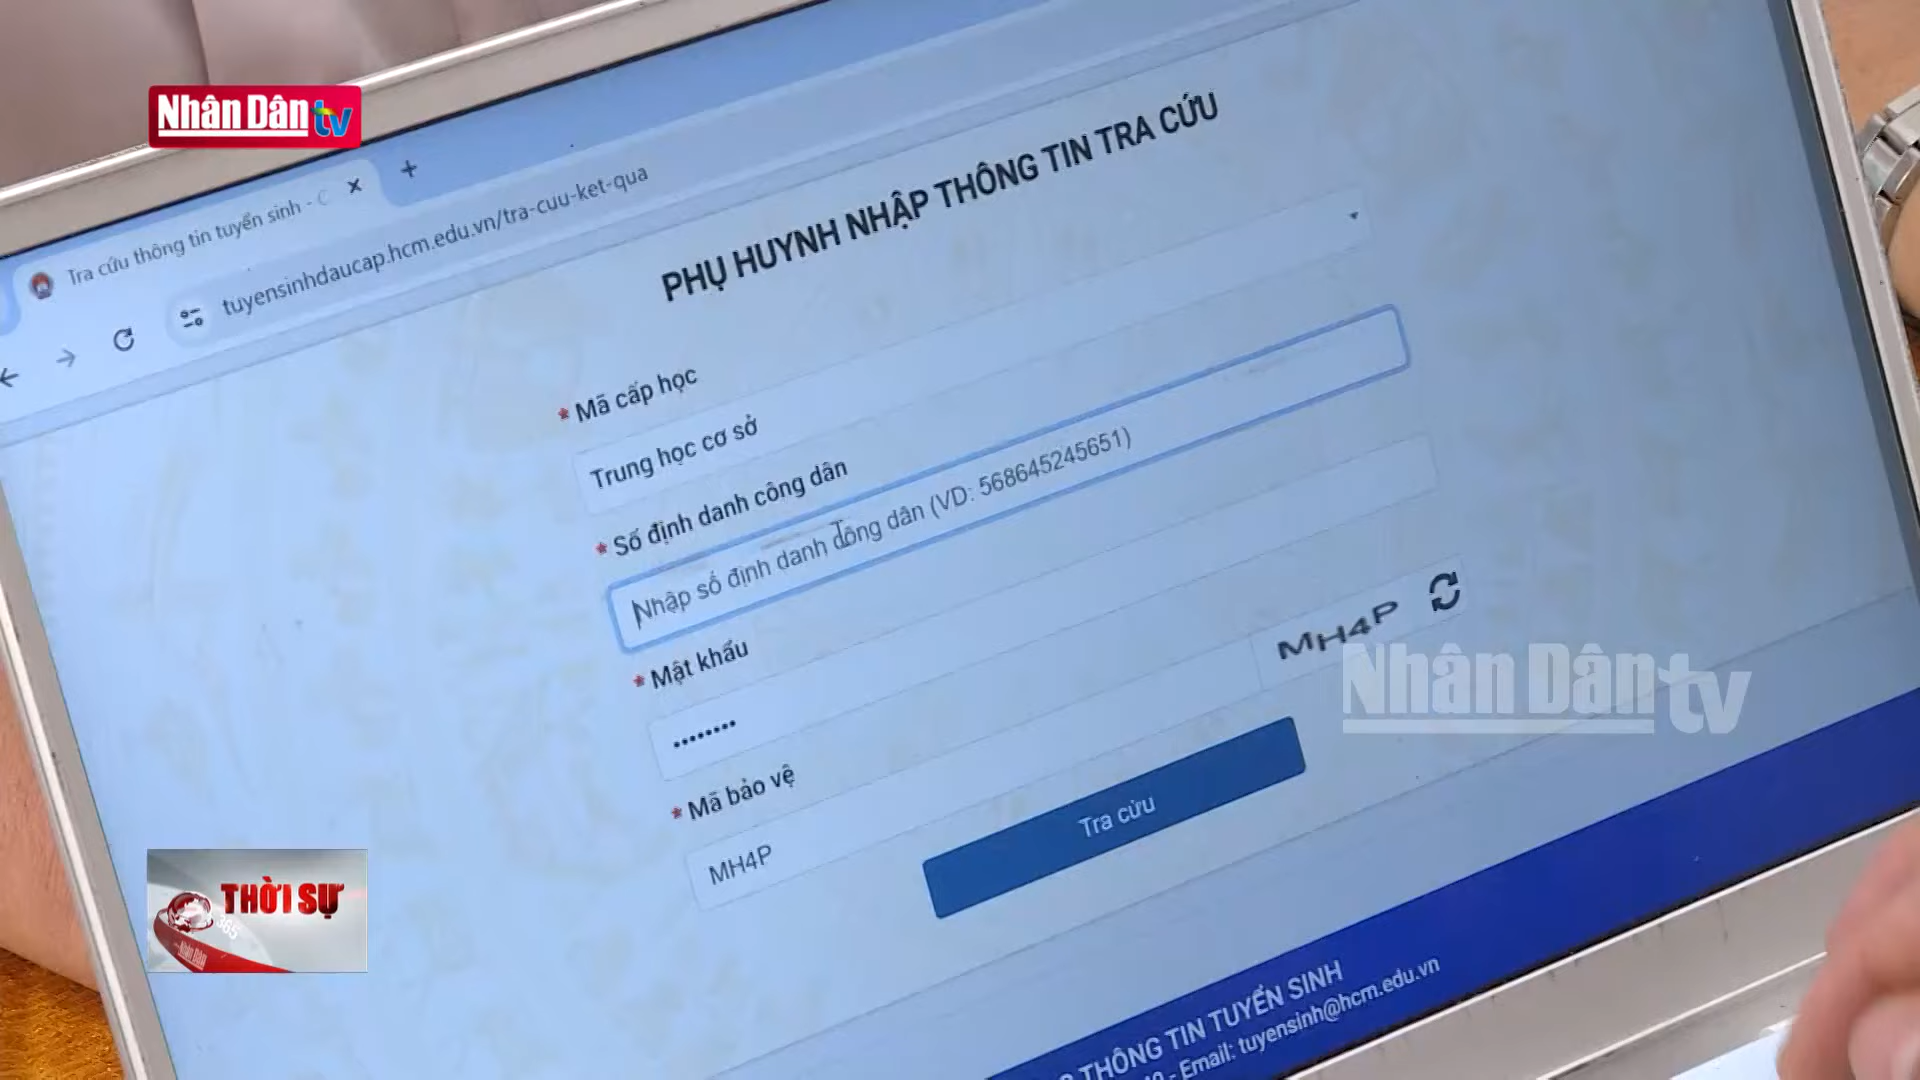 Nhân Dân tv
Tra cứu thông tin tuyển sinh - C
tuyensinhdaucap.hcm.edu.vn/tra-cuu-ket-qua
PHỤ HUYNH NHẬP THÔNG TIN TRA CỨU
* Mã cấp học
Trung học cơ sở
* Số định danh công dân
Nhập số định danh công dân (VD: 568645245651)
* Mật khẩu
••••••••
* Mã bảo vệ
MH4P
MH4P
Tra cứu
Nhân Dân tv
THỜI SỰ
365
Nhân Dân
THÔNG TIN TUYỂN SINH
- Email: tuyensinh@hcm.edu.vn